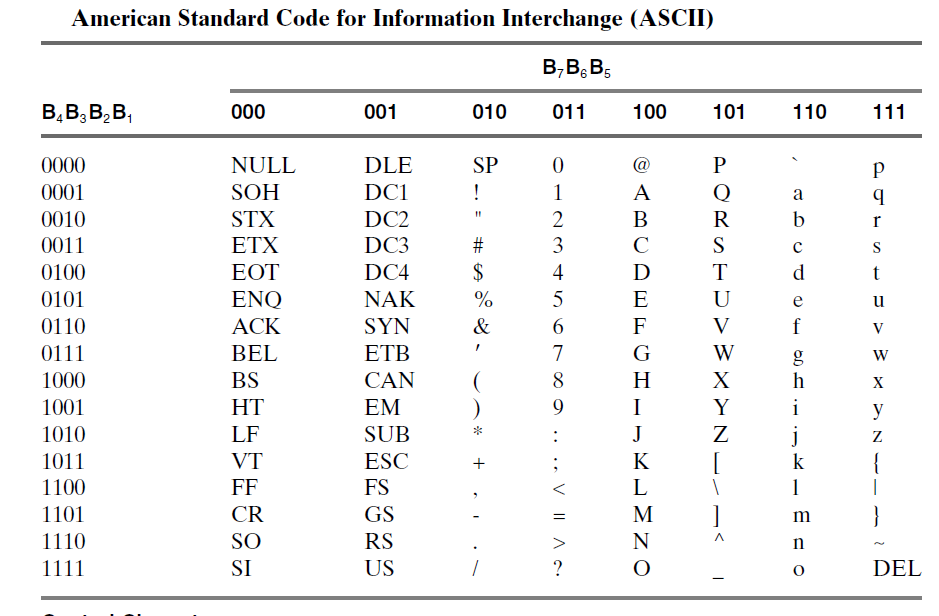 American Standard Code for Information Interchange (ASCII)
B₇B₆B₅
B₄B₃B₂B₁ 000 001 010 011 100 101 110 111
0000 NULL DLE SP 0 @ P ` p
0001 SOH DC1 ! 1 A Q a q
0010 STX DC2 " 2 B R b r
0011 ETX DC3 # 3 C S c s
0100 EOT DC4 $ 4 D T d t
0101 ENQ NAK % 5 E U e u
0110 ACK SYN & 6 F V f v
0111 BEL ETB ′ 7 G W g w
1000 BS CAN ( 8 H X h x
1001 HT EM ) 9 I Y i y
1010 LF SUB * : J Z j z
1011 VT ESC + ; K [ k {
1100 FF FS , < L \ l |
1101 CR GS - = M ] m }
1110 SO RS . > N ^ n ~
1111 SI US / ? O _ o DEL